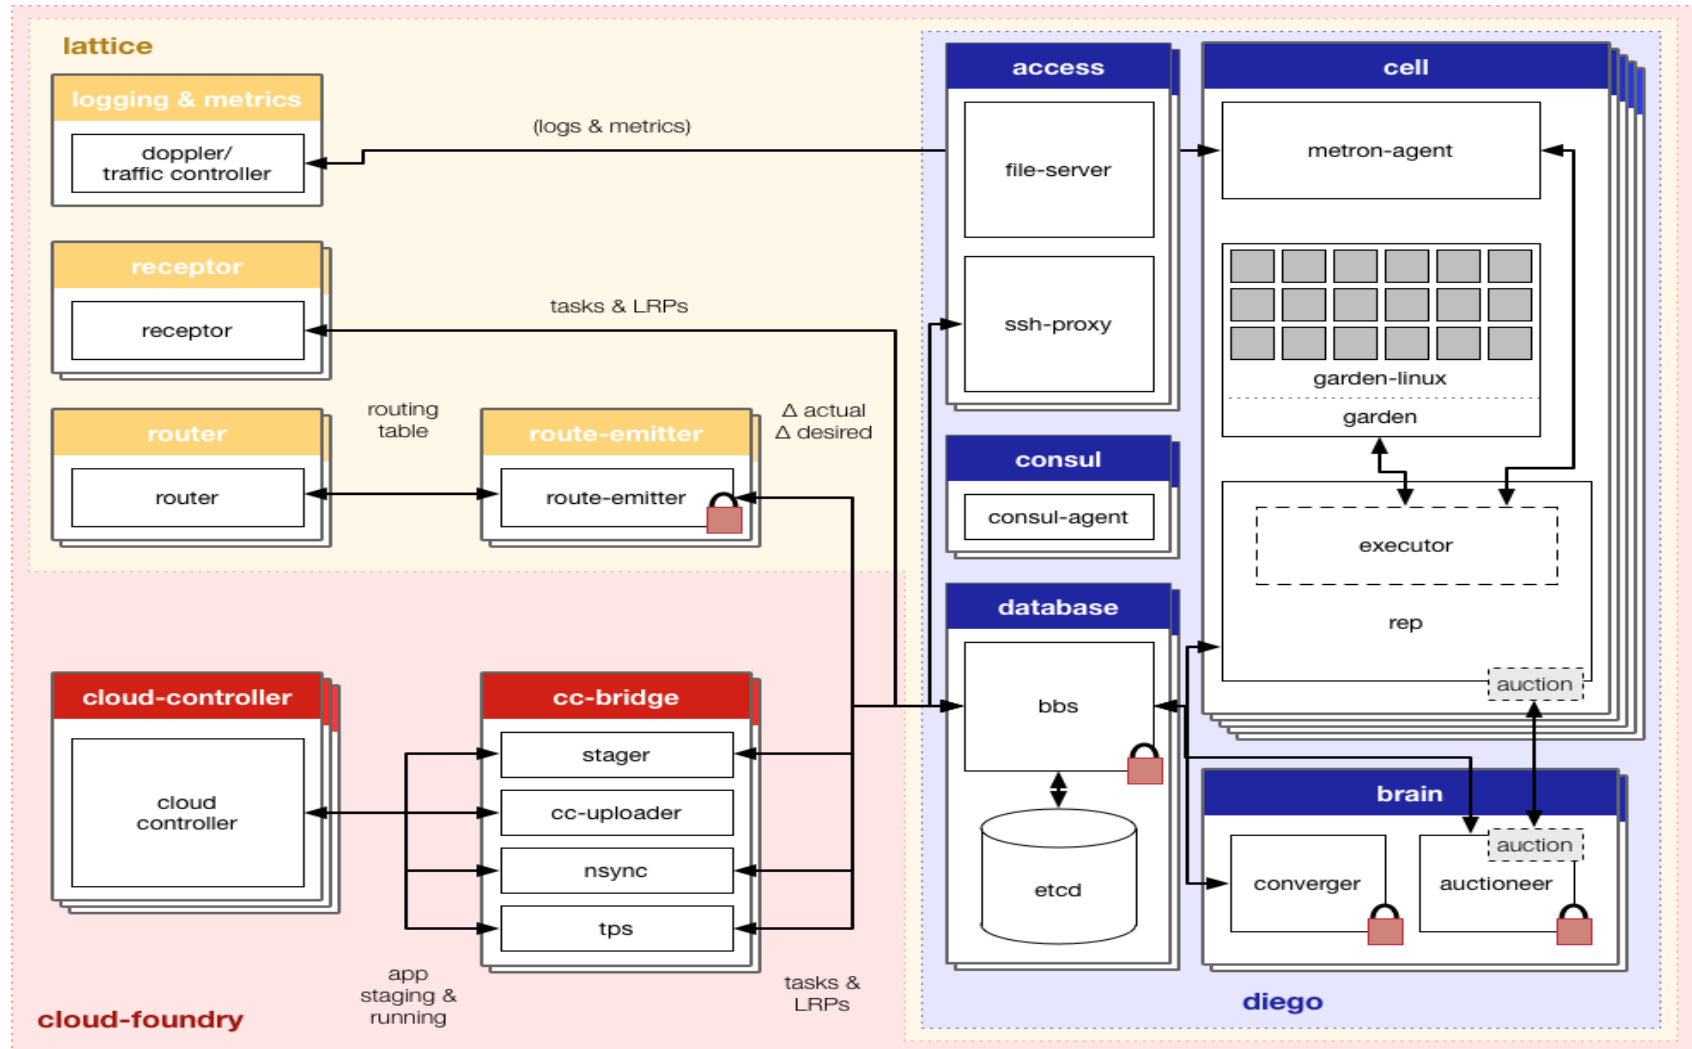 lattice
logging & metrics
doppler/
traffic controller
(logs & metrics)
receptor
receptor
tasks & LRPs
router
router
routing
table
route-emitter
route-emitter
Δ actual
Δ desired
cloud-controller
cloud
controller
cc-bridge
stager
cc-uploader
nsync
tps
app
staging &
running
tasks &
LRPs
cloud-foundry
access
file-server
ssh-proxy
consul
consul-agent
database
bbs
etcd
cell
metron-agent
garden-linux
garden
executor
rep
auction
brain
auction
converger
auctioneer
diego